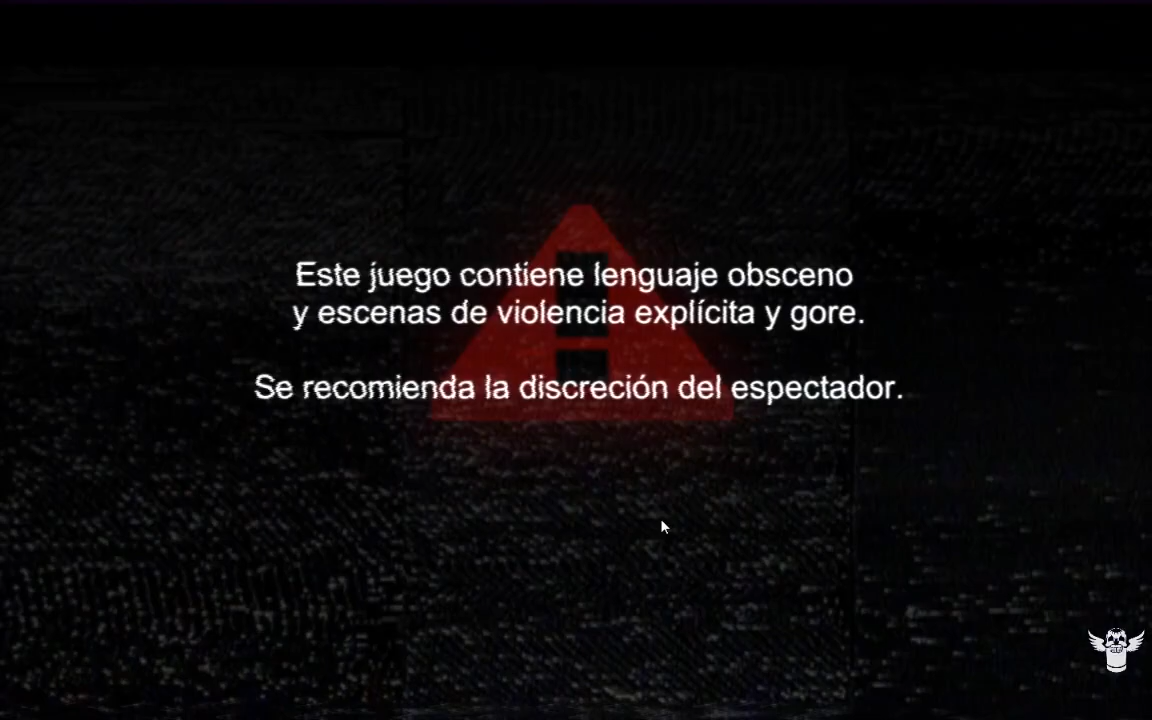 Este juego contiene lenguaje obsceno
y escenas de violencia explícita y gore.
Se recomienda la discreción del espectador.